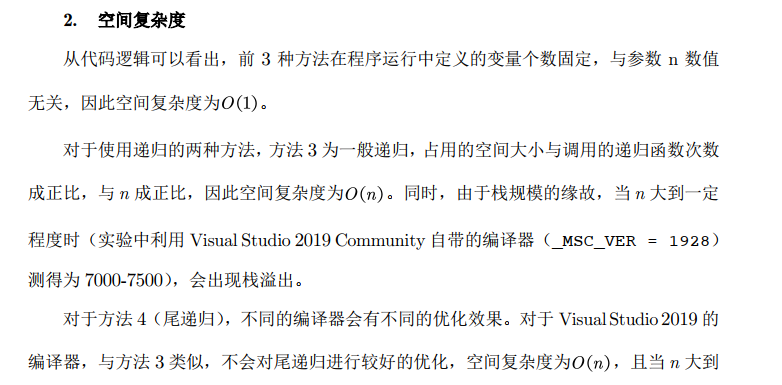 2. 空间复杂度
从代码逻辑可以看出，前 3 种方法在程序运行中定义的变量个数固定，与参数 n 数值
无关，因此空间复杂度为O(1)。
对于使用递归的两种方法，方法 3 为一般递归，占用的空间大小与调用的递归函数次数
成正比，与 n 成正比，因此空间复杂度为O(n)。同时，由于栈规模的缘故，当 n 大到一定
程度时（实验中利用 Visual Studio 2019 Community 自带的编译器（_MSC_VER = 1928）
测得为 7000-7500），会出现栈溢出。
对于方法 4（尾递归），不同的编译器会有不同的优化效果。对于 Visual Studio 2019 的
编译器，与方法 3 类似，不会对尾递归进行较好的优化，空间复杂度为O(n)，且当 n 大到